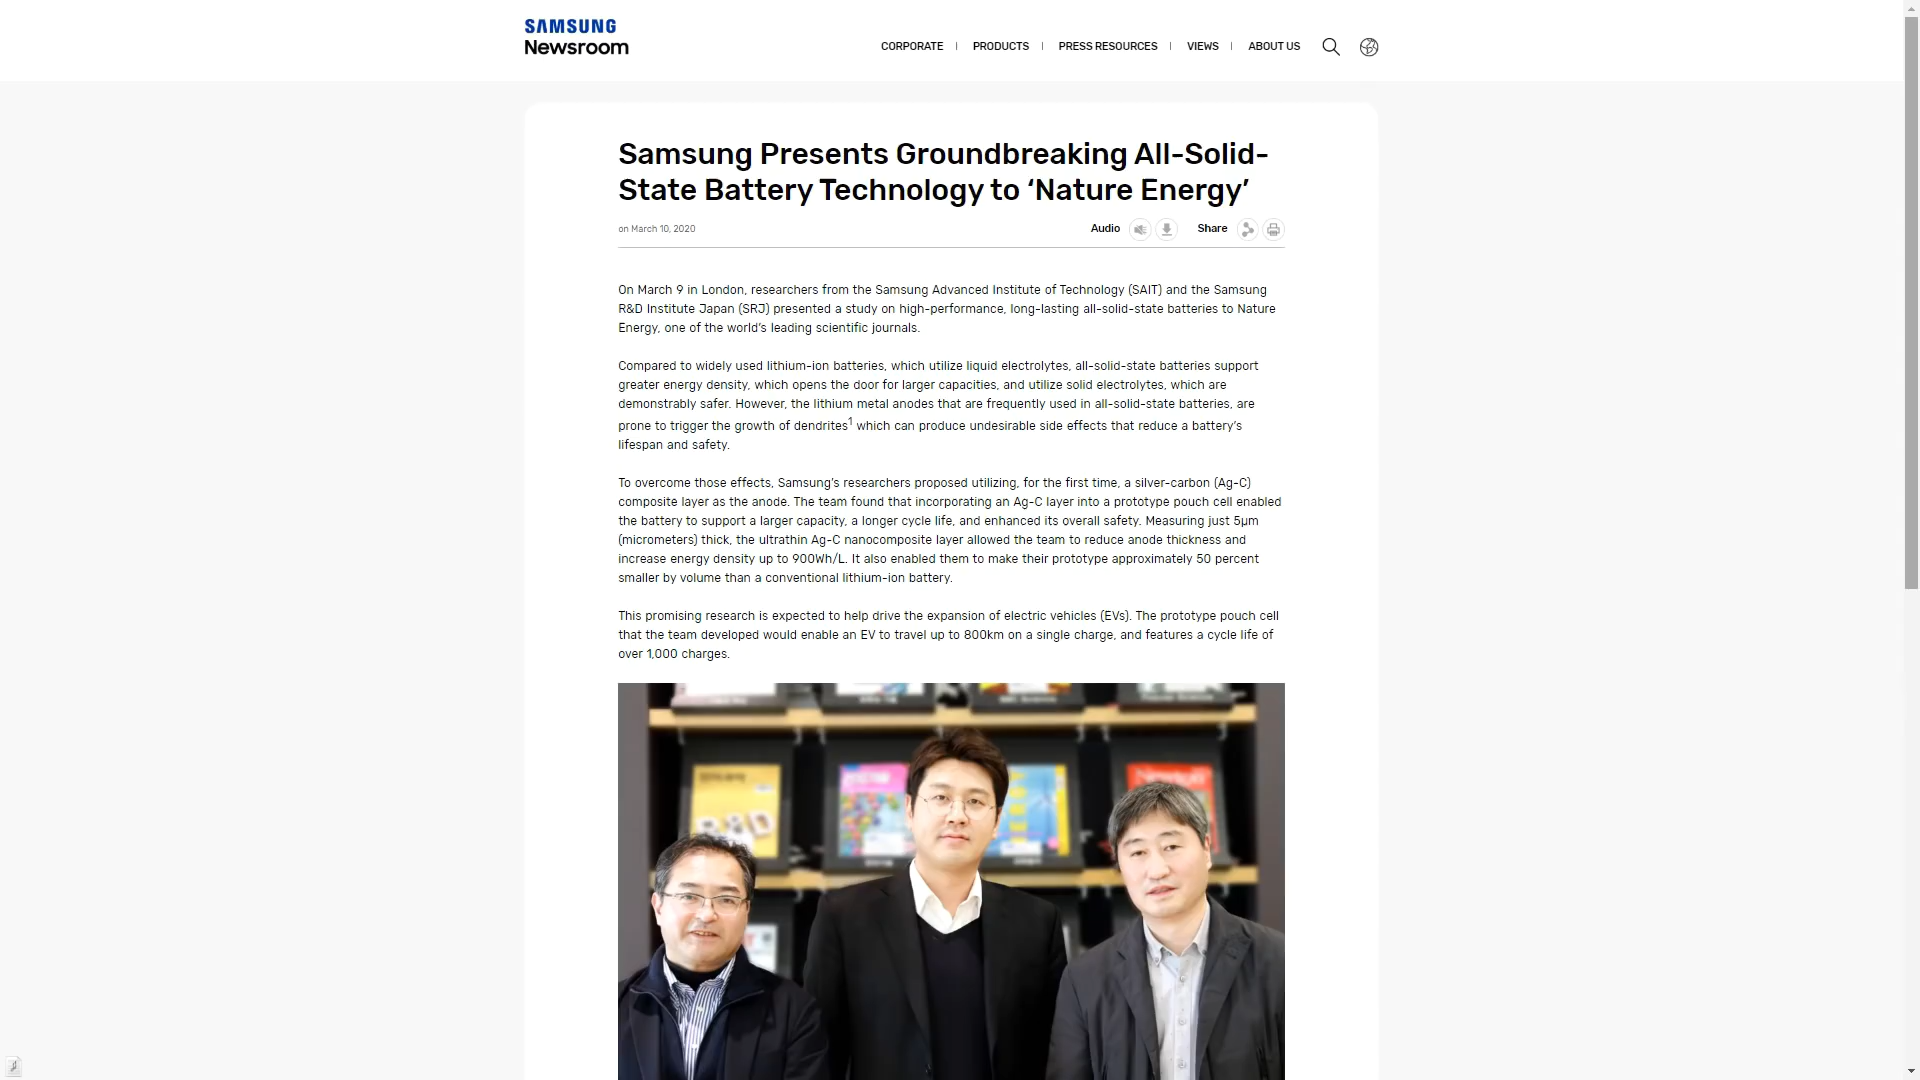 SAMSUNG
Newsroom
CORPORATE
PRODUCTS
PRESS RESOURCES
VIEWS
ABOUT US
Samsung Presents Groundbreaking All-Solid-
State Battery Technology to ‘Nature Energy’
on March 10, 2020
Audio
Share
On March 9 in London, researchers from the Samsung Advanced Institute of Technology (SAIT) and the Samsung
R&D Institute Japan (SRJ) presented a study on high-performance, long-lasting all-solid-state batteries to Nature
Energy, one of the world’s leading scientific journals.
Compared to widely used lithium-ion batteries, which utilize liquid electrolytes, all-solid-state batteries support
greater energy density, which opens the door for larger capacities, and utilize solid electrolytes, which are
demonstrably safer. However, the lithium metal anodes that are frequently used in all-solid-state batteries, are
prone to trigger the growth of dendrites1 which can produce undesirable side effects that reduce a battery’s
lifespan and safety.
To overcome those effects, Samsung’s researchers proposed utilizing, for the first time, a silver-carbon (Ag-C)
composite layer as the anode. The team found that incorporating an Ag-C layer into a prototype pouch cell enabled
the battery to support a larger capacity, a longer cycle life, and enhanced its overall safety. Measuring just 5µm
(micrometers) thick, the ultrathin Ag-C nanocomposite layer allowed the team to reduce anode thickness and
increase energy density up to 900Wh/L. It also enabled them to make their prototype approximately 50 percent
smaller by volume than a conventional lithium-ion battery.
This promising research is expected to help drive the expansion of electric vehicles (EVs). The prototype pouch cell
that the team developed would enable an EV to travel up to 800km on a single charge, and features a cycle life of
over 1,000 charges.
R&D